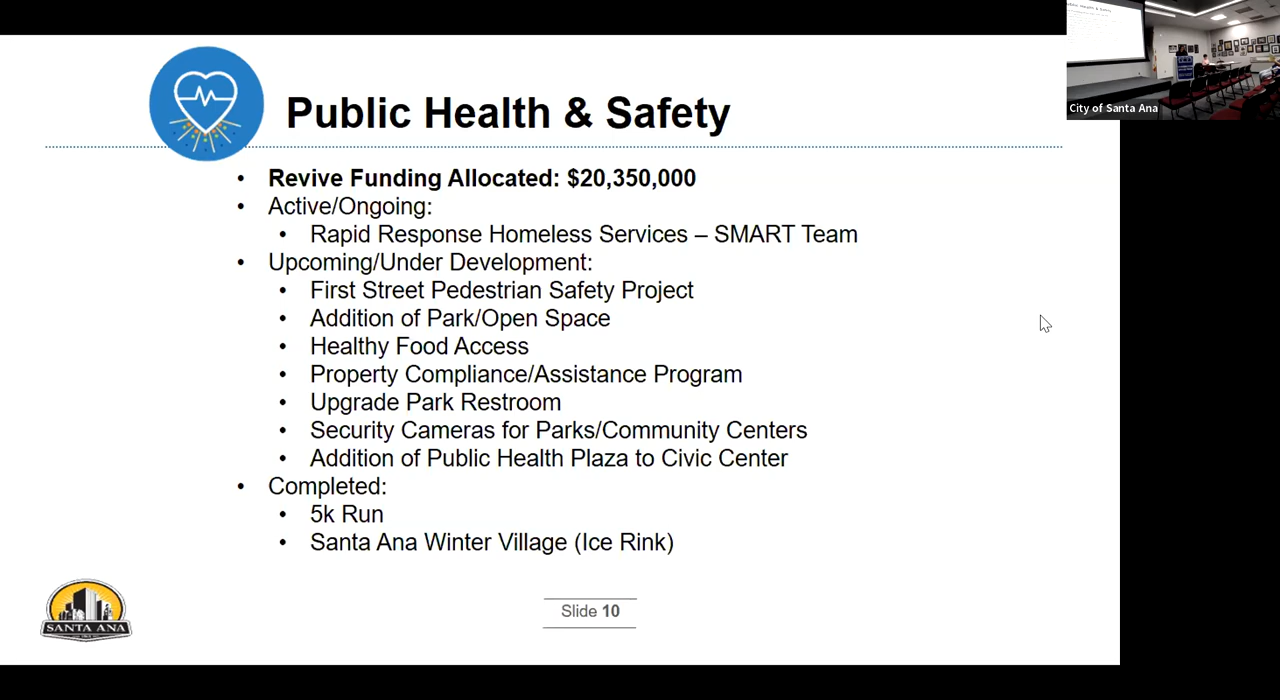 Public Health & Safety
City of Santa Ana
• Revive Funding Allocated: $20,350,000
• Active/Ongoing:
• Rapid Response Homeless Services – SMART Team
• Upcoming/Under Development:
• First Street Pedestrian Safety Project
• Addition of Park/Open Space
• Healthy Food Access
• Property Compliance/Assistance Program
• Upgrade Park Restroom
• Security Cameras for Parks/Community Centers
• Addition of Public Health Plaza to Civic Center
• Completed:
• 5k Run
• Santa Ana Winter Village (Ice Rink)
SANTA ANA
Slide 10